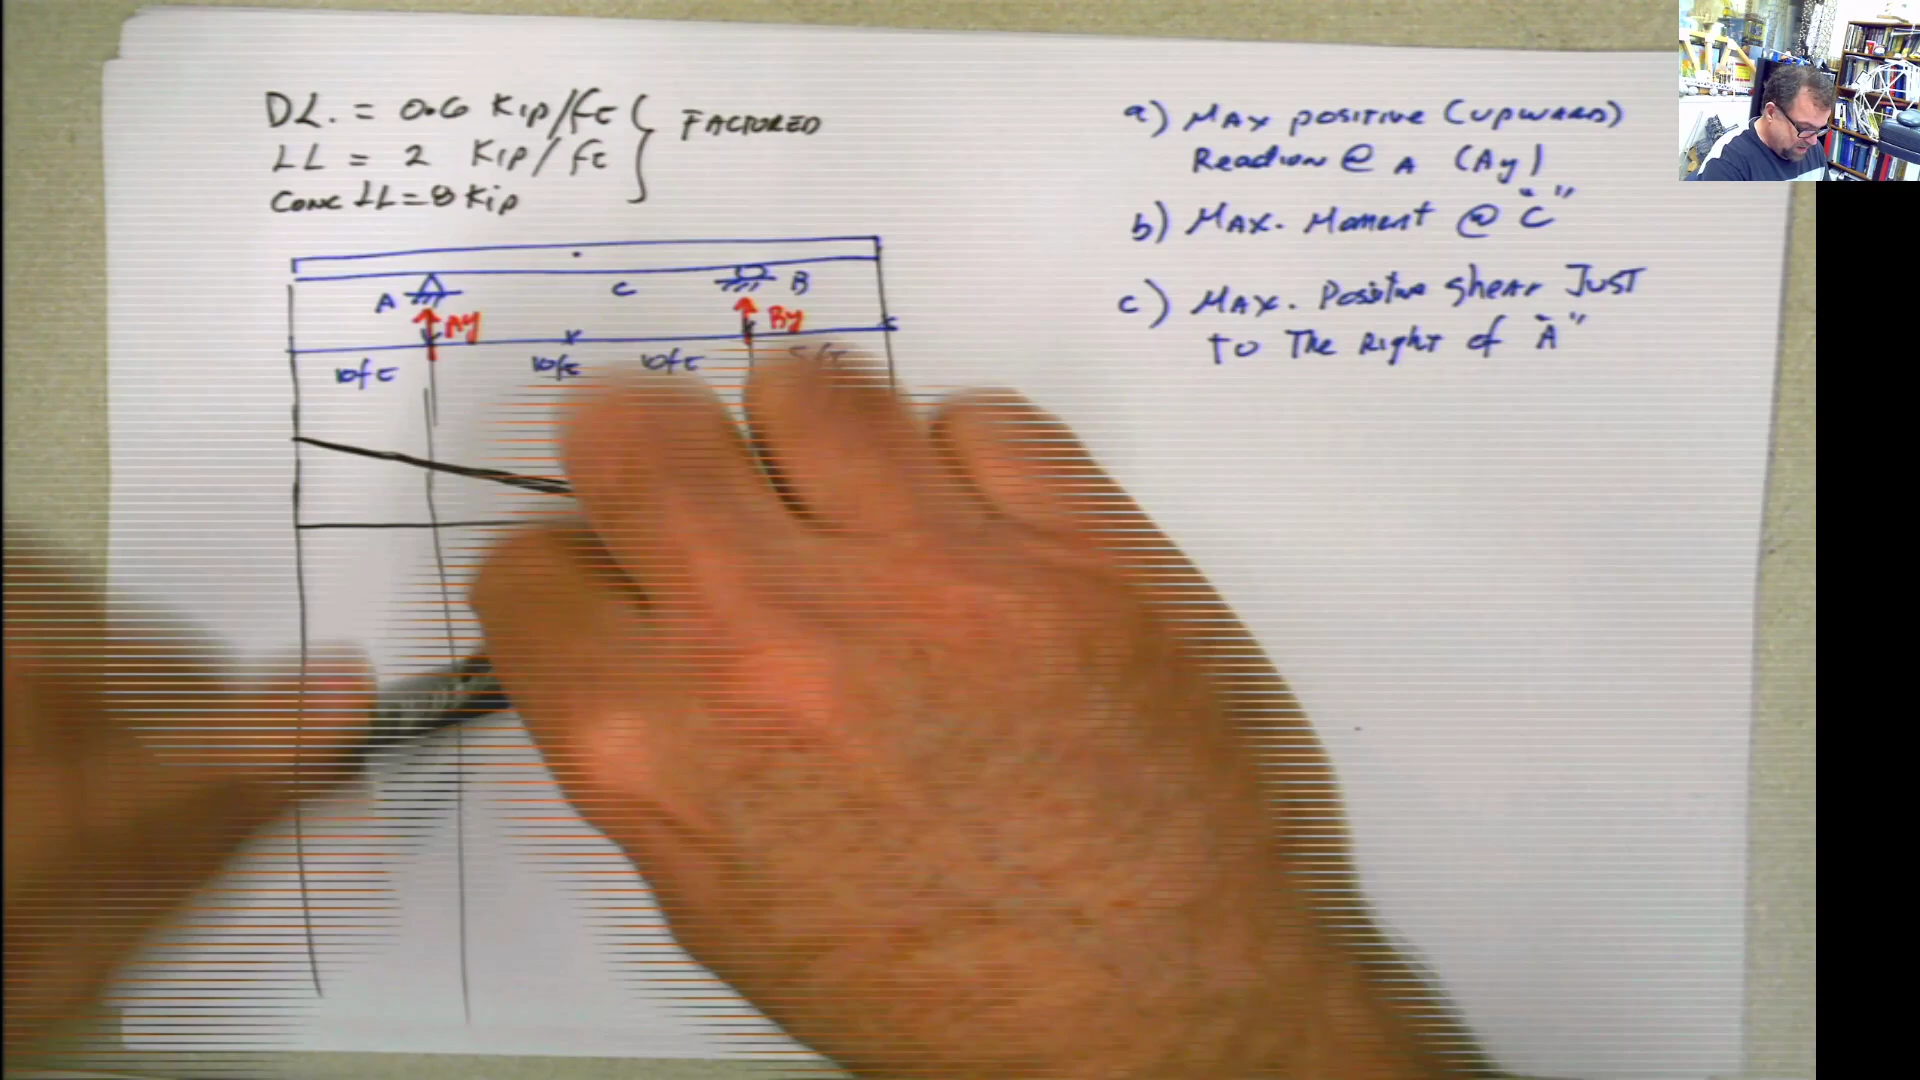 DL. = 0.6 Kip/ft
LL = 2 Kip/ft
CONC LL = 8 Kip
FACTORED
A
C
B
Ay
By
10ft
10ft
10ft
a) MAX positive (upward)
Reaction @ A (Ay)
b) MAX. Moment @ "C"
c) MAX. Positive Shear JUST
to The Right of "A"